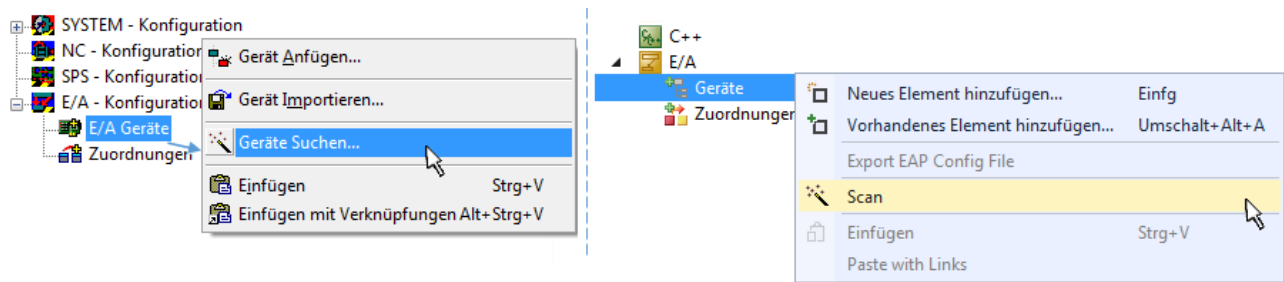 SYSTEM - Konfiguration
NC - Konfiguration
SPS - Konfiguration
E/A - Konfiguration
E/A Geräte
Zuordnungen
Gerät Anfügen...
Gerät Importieren...
Geräte Suchen...
Einfügen Strg+V
Einfügen mit Verknüpfungen Alt+Strg+V
C++
E/A
Geräte
Zuordnungen
Neues Element hinzufügen... Einfg
Vorhandenes Element hinzufügen... Umschalt+Alt+A
Export EAP Config File
Scan
Einfügen Strg+V
Paste with Links